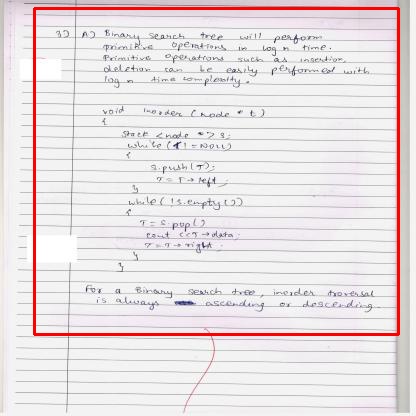 3) A) Binary search tree will perform
primitive operations in log n time.
primitive operations such as insertion,
deletion can be easily performed with
log n time complexity.
void inorder (node * t)
{
Stack <node *> s;
while (T != NULL)
{
s.push(T);
T = T → left;
}
while (!s.empty())
{
T = s.pop()
cout << T → data;
T = T → right;
}
}
For a Binary search tree, inorder traversal
is always ascending or descending.